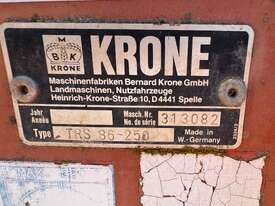 M
B K
KRONE
KRONE
Maschinenfabriken Bernard Krone GmbH
Landmaschinen, Nutzfahrzeuge
Heinrich-Krone-Straße 10, D 4441 Spelle
Jahr
Année
Masch. Nr.
No. de série
313082
Type TRS 86-250
Made in
W.-Germany